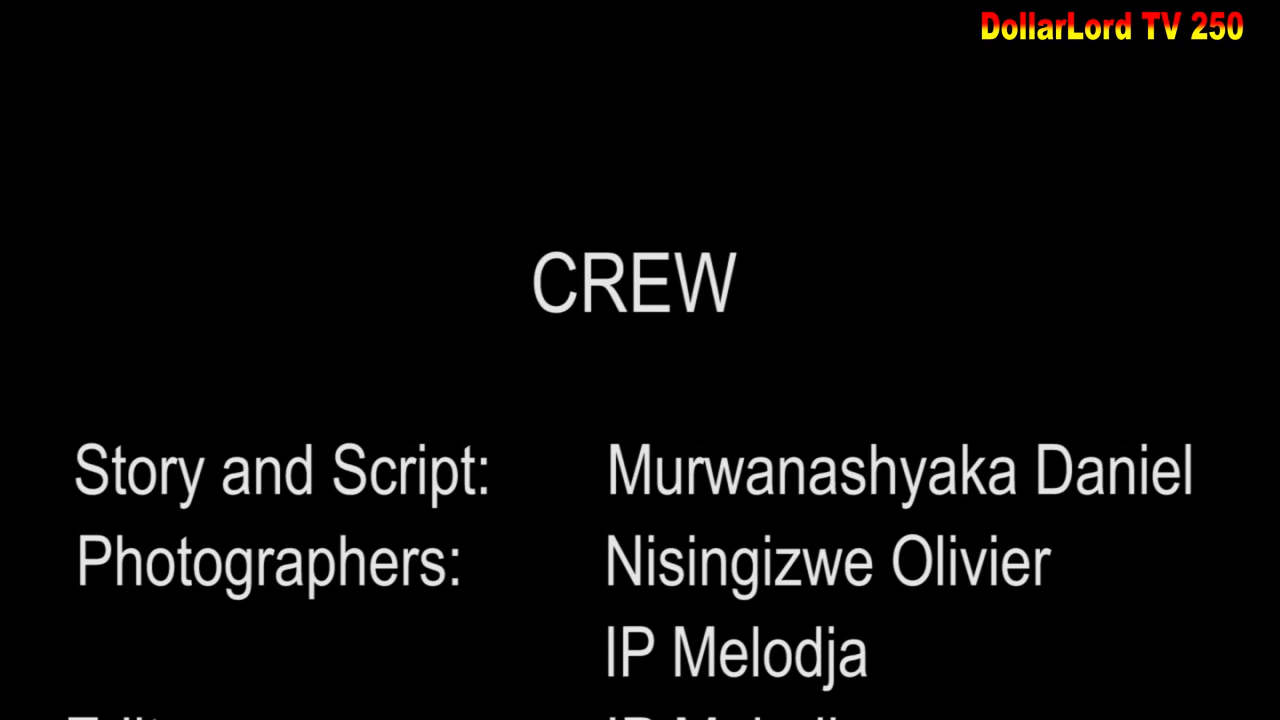 DollarLord TV 250
CREW
Story and Script: Murwanashyaka Daniel
Photographers: Nisingizwe Olivier
IP Melodja